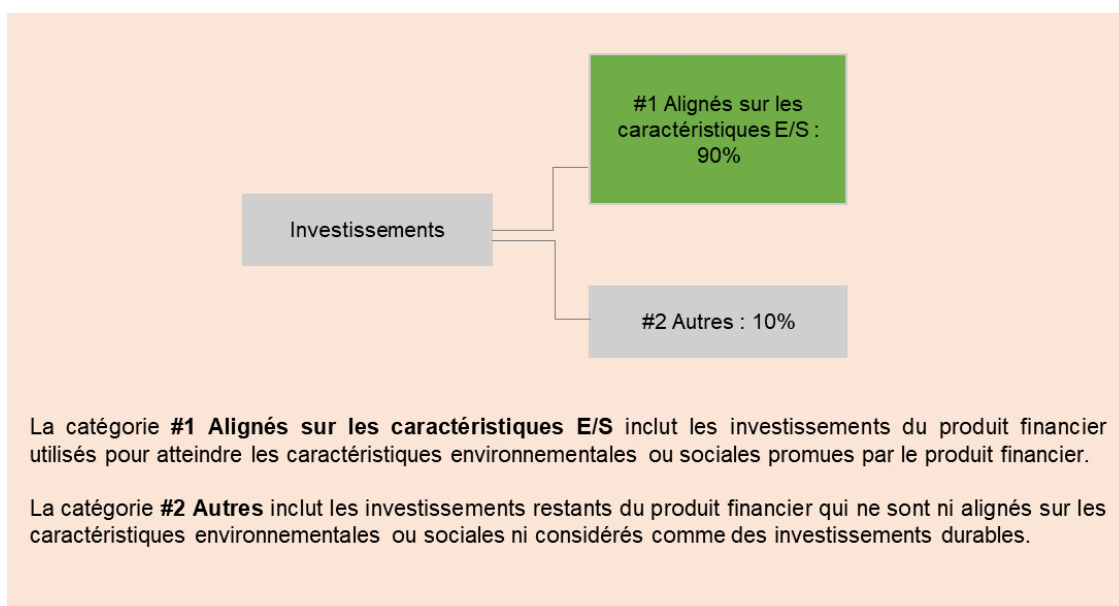 #1 Alignés sur les
caractéristiques E/S :
90%
Investissements
#2 Autres : 10%
La catégorie #1 Alignés sur les caractéristiques E/S inclut les investissements du produit financier
utilisés pour atteindre les caractéristiques environnementales ou sociales promues par le produit financier.
La catégorie #2 Autres inclut les investissements restants du produit financier qui ne sont ni alignés sur les
caractéristiques environnementales ou sociales ni considérés comme des investissements durables.